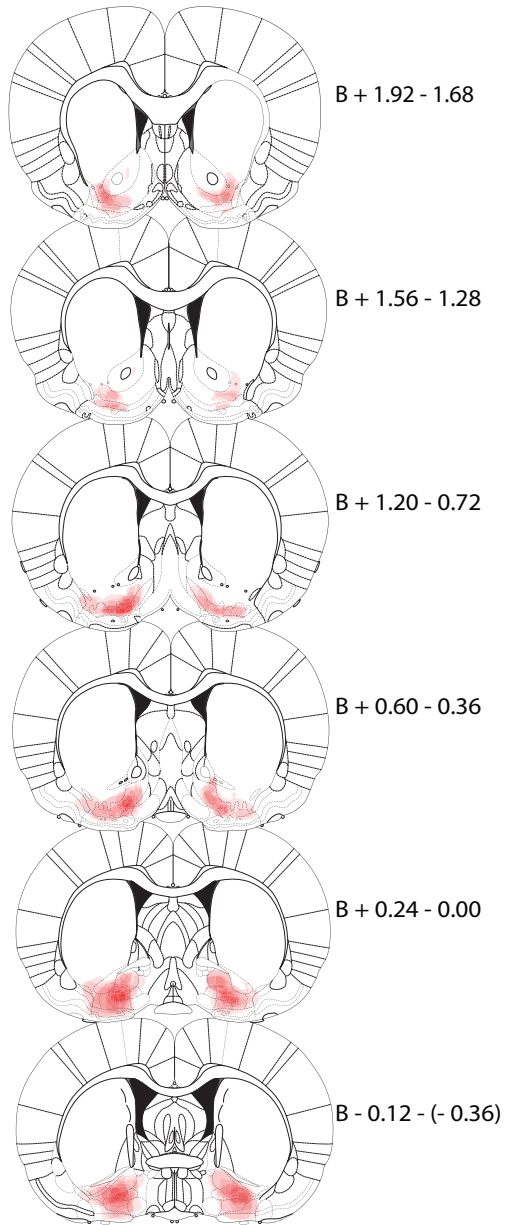 B + 1.92 - 1.68
B + 1.56 - 1.28
B + 1.20 - 0.72
B + 0.60 - 0.36
B + 0.24 - 0.00
B - 0.12 - (- 0.36)